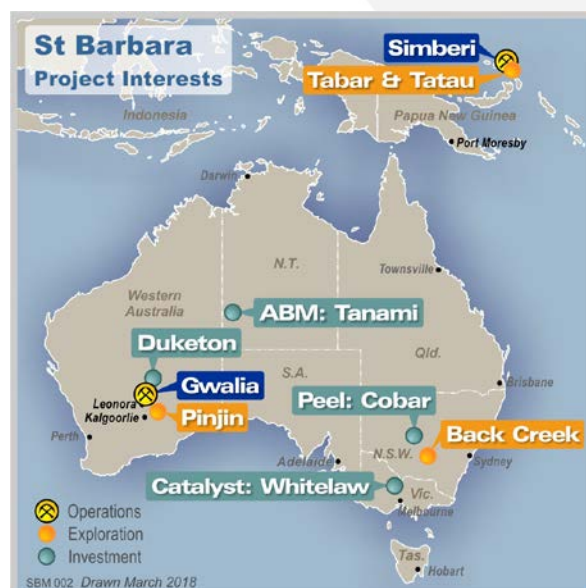 St Barbara
Project Interests
Simberi
Tabar & Tatau
Indonesia
Papua New Guinea
Port Moresby
Darwin
N.T.
Townsville
Western
Australia
ABM: Tanami
Duketon
Qld.
S.A.
Gwalia
Brisbane
Leonora
Kalgoorlie
Pinjin
Peel: Cobar
Perth
Back Creek
N.S.W.
Adelaide
Sydney
Catalyst: Whitelaw
Vic.
Melbourne
Operations
Exploration
Investment
Tas.
Hobart
SBM 002 Drawn March 2018